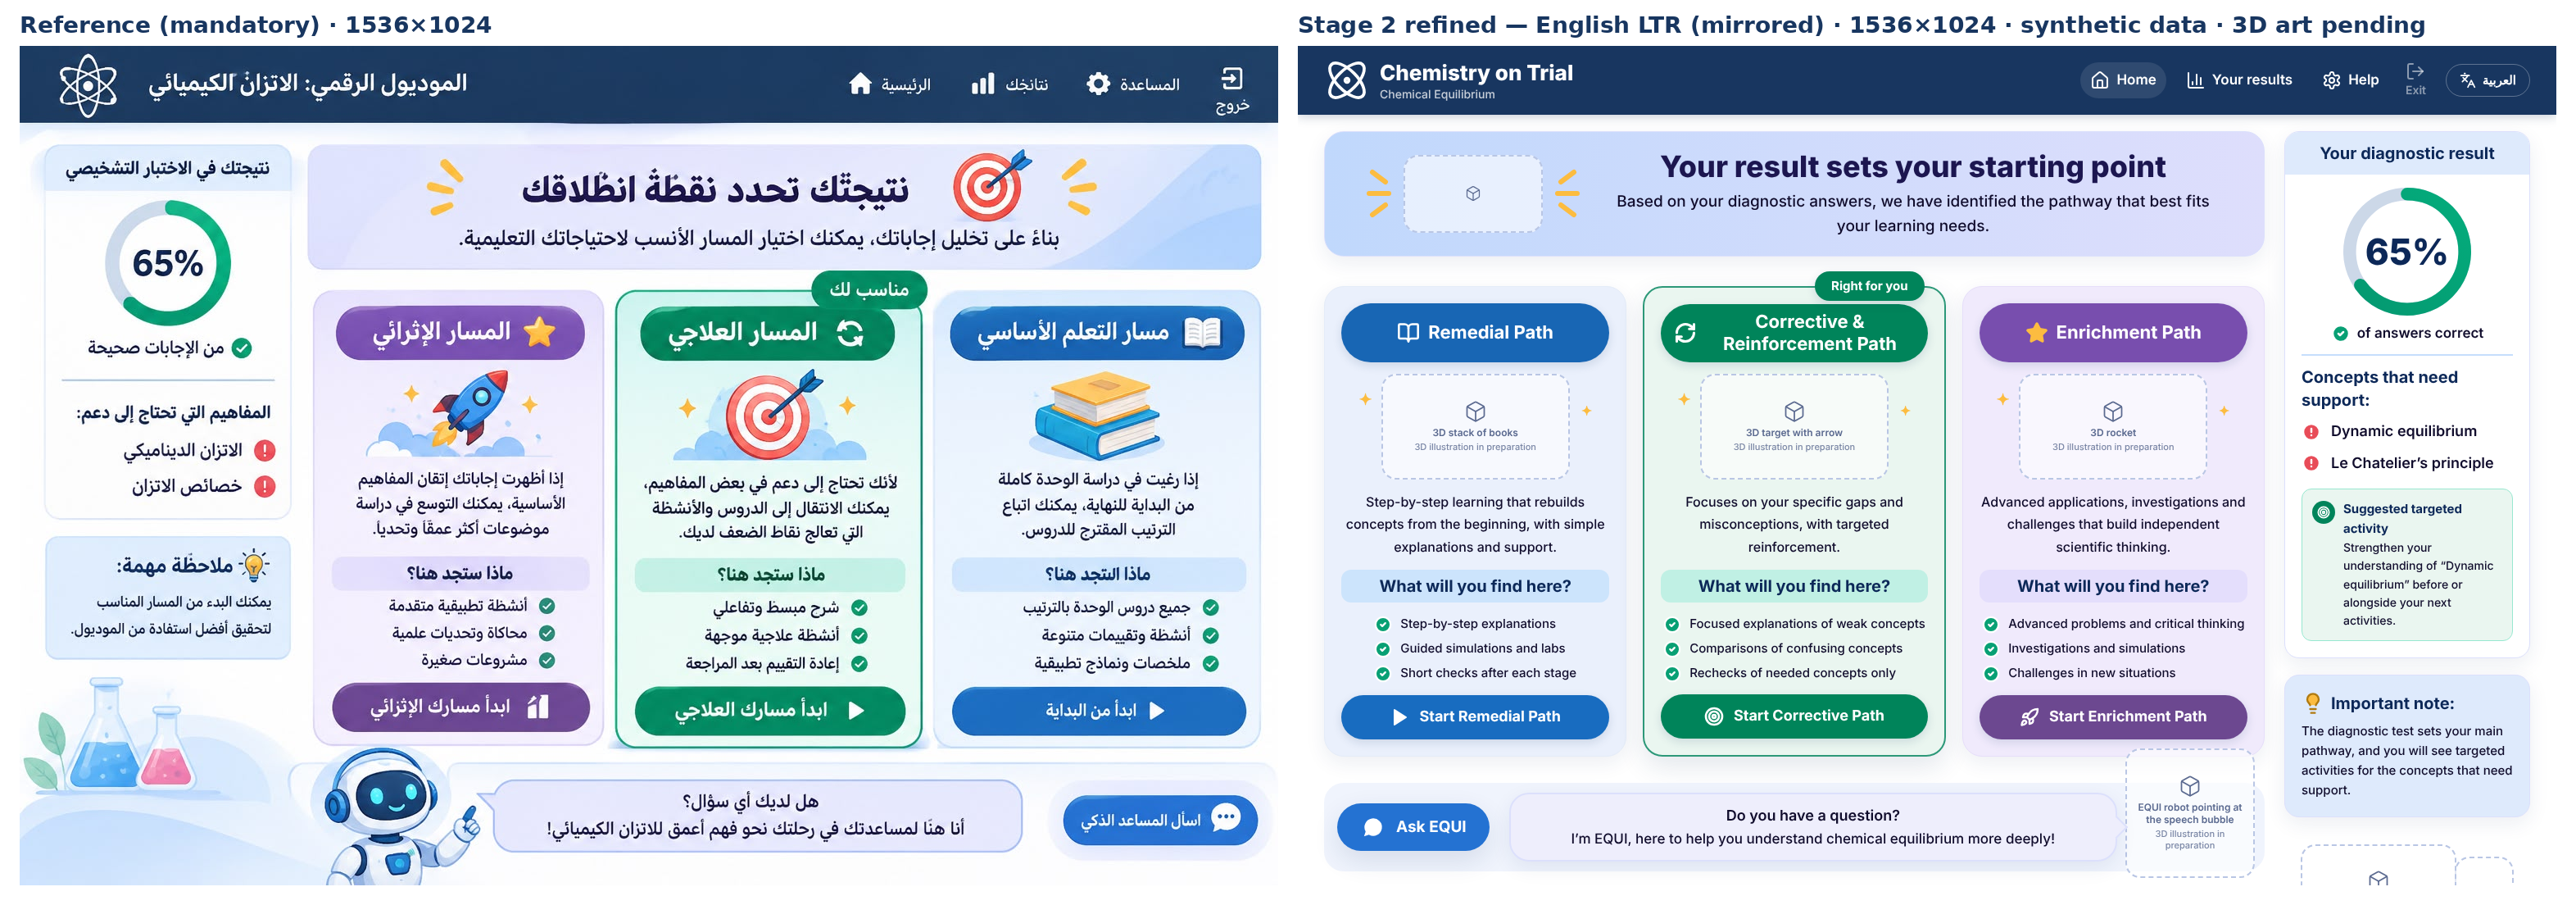 Reference (mandatory) · 1536×1024
الموديول الرقمي: الاتزان الكيميائي
الرئيسية
نتائجك
المساعدة
خروج
نتيجتك تحدد نقطة انطلاقك
بناءً على تحليل إجاباتك، يمكنك اختيار المسار الأنسب لاحتياجاتك التعليمية.
نتيجتك في الاختبار التشخيصي
65%
من الإجابات صحيحة
المفاهيم التي تحتاج إلى دعم:
الاتزان الديناميكي
خصائص الاتزان
ملاحظة مهمة:
يمكنك البدء من المسار المناسب
لتحقيق أفضل استفادة من الموديول.
مسار التعلم الأساسي
إذا رغبت في دراسة الوحدة كاملة
من البداية للنهاية، يمكنك اتباع
الترتيب المقترح للدروس.
ماذا ستجد هنا؟
جميع دروس الوحدة بالترتيب
أنشطة وتقييمات متنوعة
ملخصات ونماذج تطبيقية
ابدأ من البداية
مناسب لك
المسار العلاجي
لأنك تحتاج إلى دعم في بعض المفاهيم،
يمكنك الانتقال إلى الدروس والأنشطة
التي تعالج نقاط الضعف لديك.
ماذا ستجد هنا؟
شرح مبسط وتفاعلي
أنشطة علاجية موجهة
إعادة التقييم بعد المراجعة
ابدأ مسارك العلاجي
المسار الإثرائي
إذا أظهرت إجاباتك إتقان المفاهيم
الأساسية، يمكنك التوسع في دراسة
موضوعات أكثر عمقًا وتحدياً.
ماذا ستجد هنا؟
أنشطة تطبيقية متقدمة
محاكاة وتحديات علمية
مشروعات صغيرة
ابدأ مسارك الإثرائي
هل لديك أي سؤال؟
أنا هنا لمساعدتك في رحلتك نحو فهم أعمق للاتزان الكيميائي!
اسأل المساعد الذكي
Stage 2 refined — English LTR (mirrored) · 1536×1024 · synthetic data · 3D art pending
Chemistry on Trial
Chemical Equilibrium
Home
Your results
Help
Exit
العربية
Your result sets your starting point
Based on your diagnostic answers, we have identified the pathway that best fits
your learning needs.
Remedial Path
3D stack of books
3D illustration in preparation
Step-by-step learning that rebuilds
concepts from the beginning, with simple
explanations and support.
What will you find here?
Step-by-step explanations
Guided simulations and labs
Short checks after each stage
Start Remedial Path
Right for you
Corrective &
Reinforcement Path
3D target with arrow
3D illustration in preparation
Focuses on your specific gaps and
misconceptions, with targeted
reinforcement.
What will you find here?
Focused explanations of weak concepts
Comparisons of confusing concepts
Rechecks of needed concepts only
Start Corrective Path
Enrichment Path
3D rocket
3D illustration in preparation
Advanced applications, investigations and
challenges that build independent
scientific thinking.
What will you find here?
Advanced problems and critical thinking
Investigations and simulations
Challenges in new situations
Start Enrichment Path
Your diagnostic result
65%
of answers correct
Concepts that need
support:
Dynamic equilibrium
Le Chatelier’s principle
Suggested targeted
activity
Strengthen your
understanding of “Dynamic
equilibrium” before or
alongside your next
activities.
Important note:
The diagnostic test sets your main
pathway, and you will see targeted
activities for the concepts that need
support.
Ask EQUI
Do you have a question?
I’m EQUI, here to help you understand chemical equilibrium more deeply!
EQUI robot pointing at
the speech bubble
3D illustration in
preparation